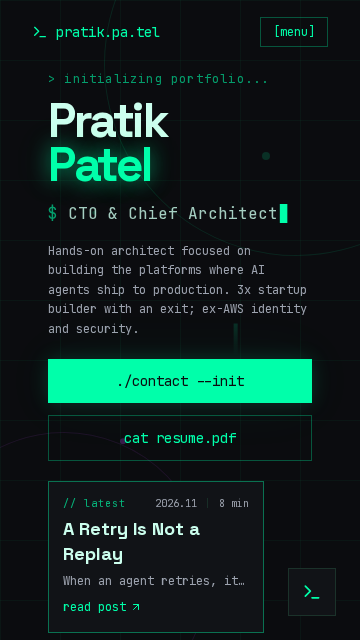 pratik.pa.tel
[menu]
> initializing portfolio...
Pratik
Patel
$ CTO & Chief Architect
Hands-on architect focused on
building the platforms where AI
agents ship to production. 3x startup
builder with an exit; ex-AWS identity
and security.
./contact --init
cat resume.pdf
// latest 2026.11 8 min
A Retry Is Not a
Replay
When an agent retries, it…
read post ↗